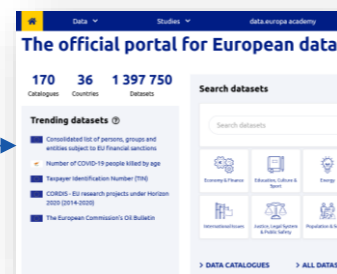 Data
Studies
data.europa academy
The official portal for European data
170
36
1 397 750
Catalogues
Countries
Datasets
Search datasets
Trending datasets
Search datasets
Consolidated list of persons, groups and
entities subject to EU financial sanctions
Number of COVID-19 people killed by age
Taxpayer Identification Number (TIN)
CORDIS - EU research projects under Horizon
2020 (2014-2020)
The European Commission's Oil Bulletin
Economy & Finance
Education, Culture &
Sport
Energy
International Issues
Justice, Legal System
& Public Safety
Population & S
> DATA CATALOGUES
> ALL DATAS